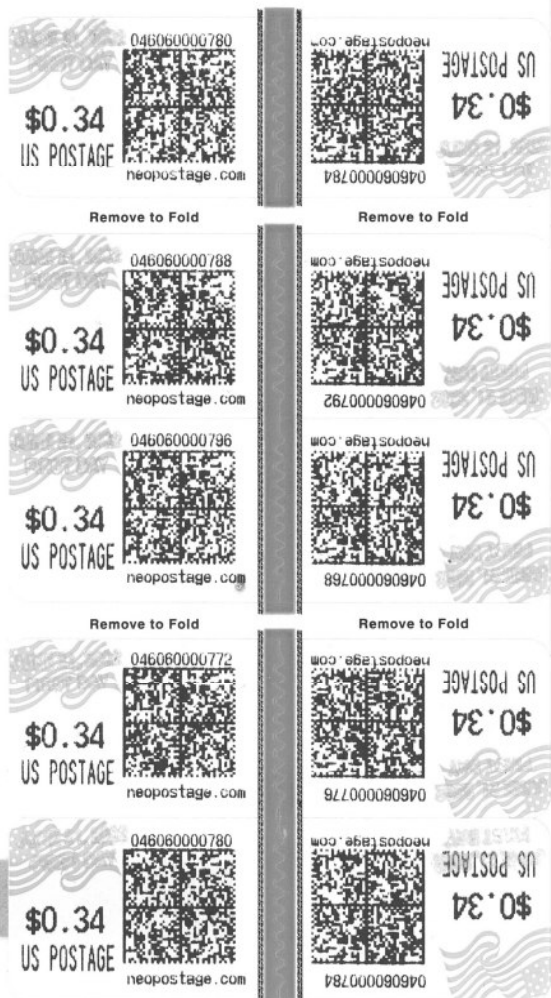 046060000780
$0.34
US POSTAGE
neopostage.com
046060000784
$0.34
US POSTAGE
neopostage.com
Remove to Fold
Remove to Fold
046060000788
$0.34
US POSTAGE
neopostage.com
046060000792
$0.34
US POSTAGE
neopostage.com
046060000796
$0.34
US POSTAGE
neopostage.com
046060000768
$0.34
US POSTAGE
neopostage.com
Remove to Fold
Remove to Fold
046060000772
$0.34
US POSTAGE
neopostage.com
046060000776
$0.34
US POSTAGE
neopostage.com
046060000780
$0.34
US POSTAGE
neopostage.com
046060000784
$0.34
US POSTAGE
neopostage.com